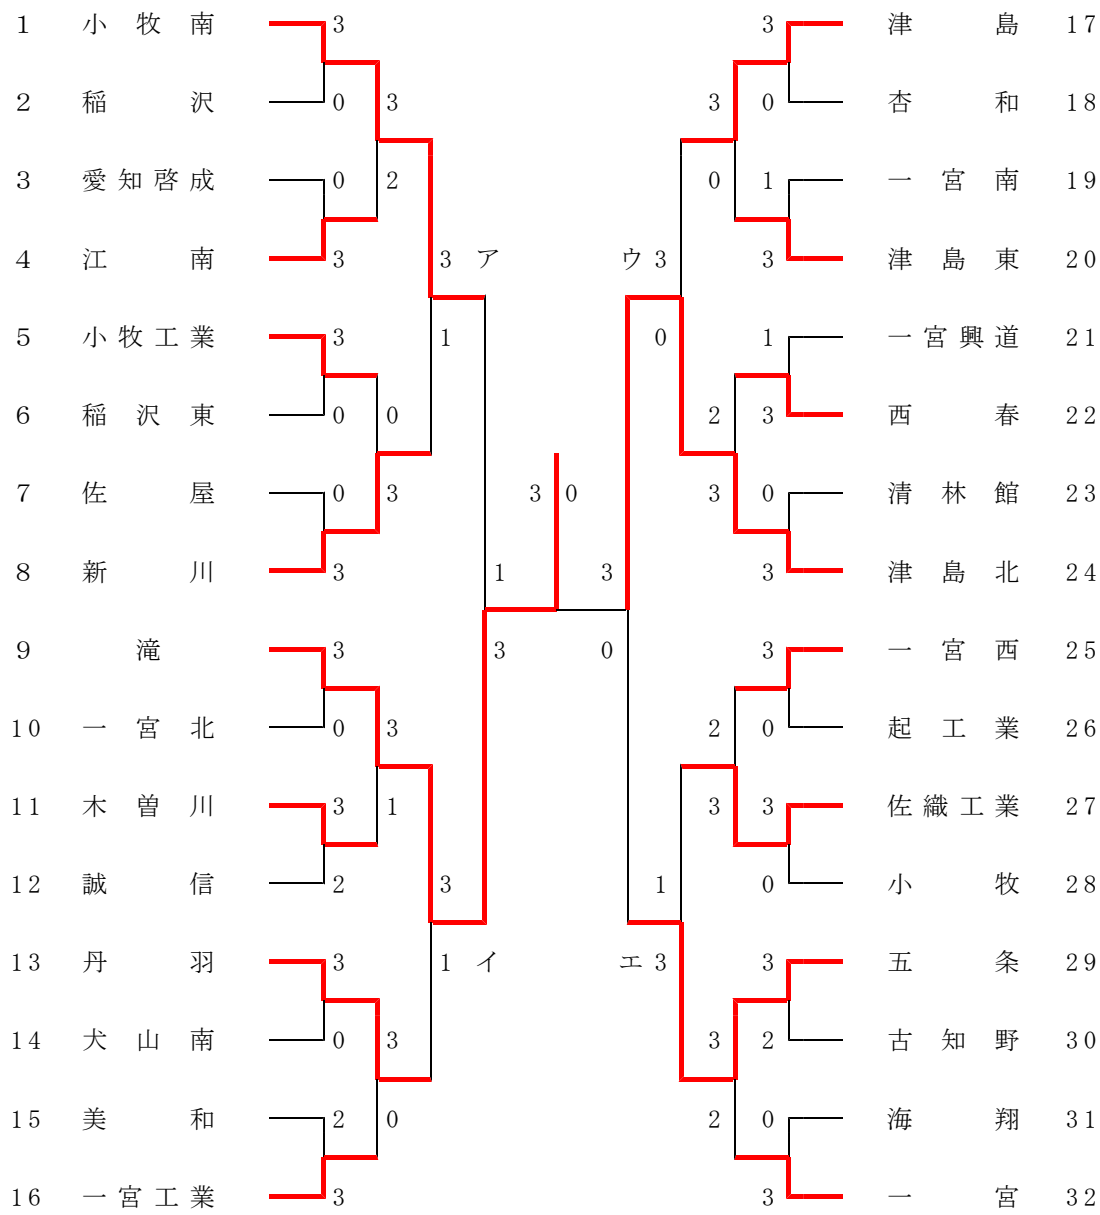 1 小牧南 3 3 津島 17
2 稲沢 0 3 3 0 杏和 18
3 愛知啓成 0 2 0 1 一宮南 19
4 江南 3 3 ア ウ 3 3 津島東 20
5 小牧工業 3 1 0 1 一宮興道 21
6 稲沢東 0 0 2 3 西春 22
7 佐屋 0 3 3 0 3 0 清林館 23
8 新川 3 1 3 3 津島北 24
9 滝 3 3 0 3 一宮西 25
10 一宮北 0 3 2 0 起工業 26
11 木曽川 3 1 3 3 佐織工業 27
12 誠信 2 3 1 0 小牧 28
13 丹羽 3 1 イ エ 3 3 五条 29
14 犬山南 0 3 3 2 古知野 30
15 美和 2 0 2 0 海翔 31
16 一宮工業 3 3 一宮 32